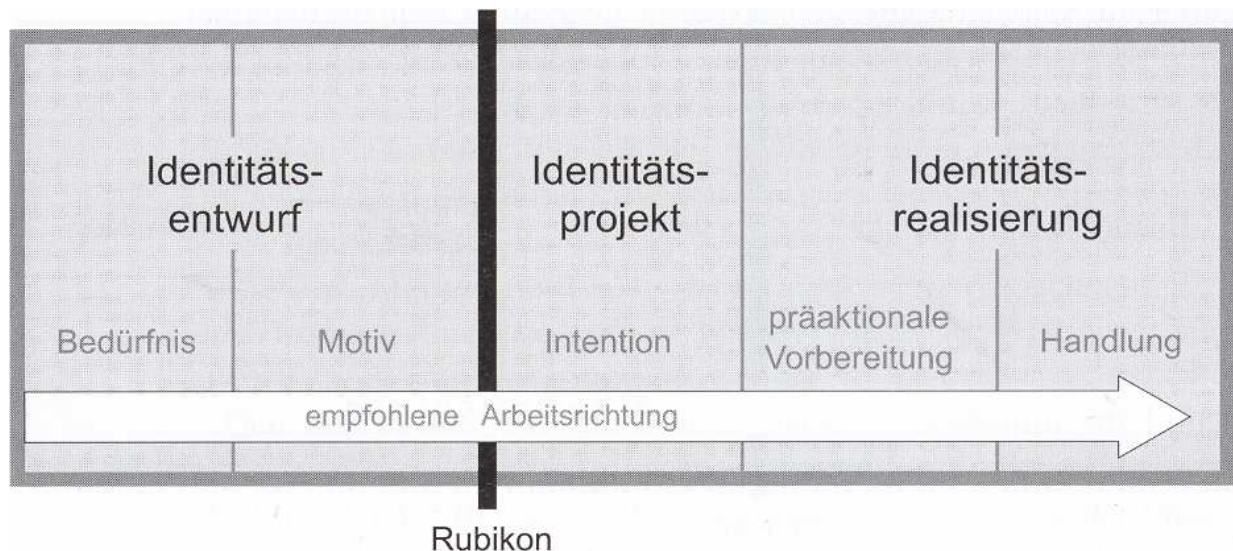 Identitäts-
entwurf
Identitäts-
projekt
Identitäts-
realisierung
Bedürfnis
Motiv
Intention
präaktionale
Vorbereitung
Handlung
empfohlene Arbeitsrichtung
Rubikon